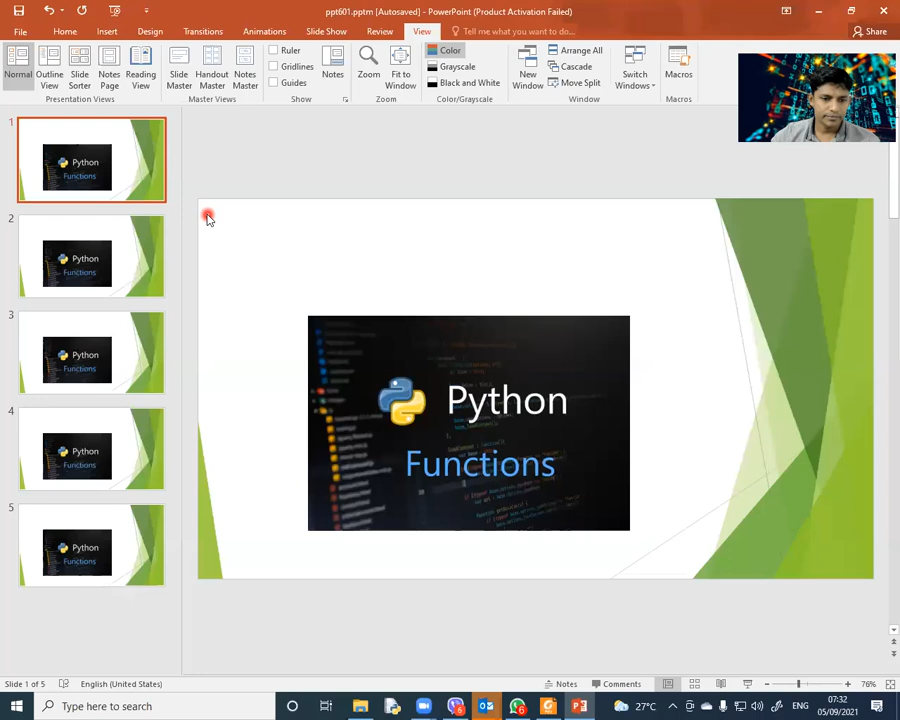 ppt601.pptm [Autosaved] - PowerPoint (Product Activation Failed)
File Home Insert Design Transitions Animations Slide Show Review View Tell me what you want to do... Share
Normal
Outline View
Slide Sorter
Notes Page
Reading View
Presentation Views
Slide Master
Handout Master
Notes Master
Master Views
Ruler
Gridlines
Guides
Notes
Show
Zoom
Fit to Window
Zoom
Color
Grayscale
Black and White
Color/Grayscale
New Window
Arrange All
Cascade
Move Split
Switch Windows
Window
Macros
Macros
1
Python
Functions
2
Python
Functions
3
Python
Functions
4
Python
Functions
5
Python
Functions
Python
Functions
Slide 1 of 5 English (United States) Notes Comments 76%
Type here to search
6
6
27°C
07:32
05/09/2021